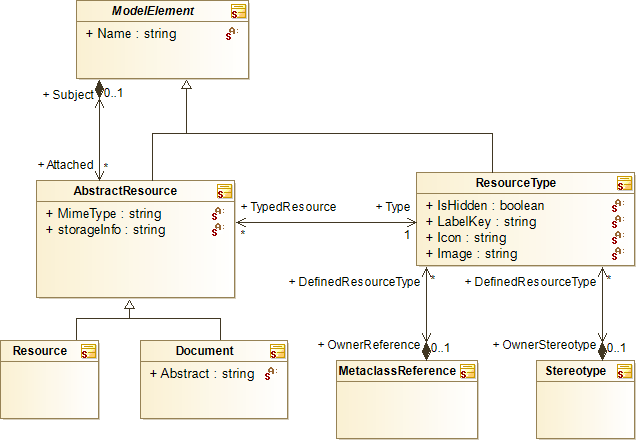 ModelElement
+ Name : string
+ Subject
0..1
+ Attached
*
AbstractResource
+ MimeType : string
+ storageInfo : string
+ TypedResource
*
+ Type
1
ResourceType
+ IsHidden : boolean
+ LabelKey : string
+ Icon : string
+ Image : string
+ DefinedResourceType
*
+ DefinedResourceType
*
+ OwnerReference
0..1
+ OwnerStereotype
0..1
Resource
Document
+ Abstract : string
MetaclassReference
Stereotype